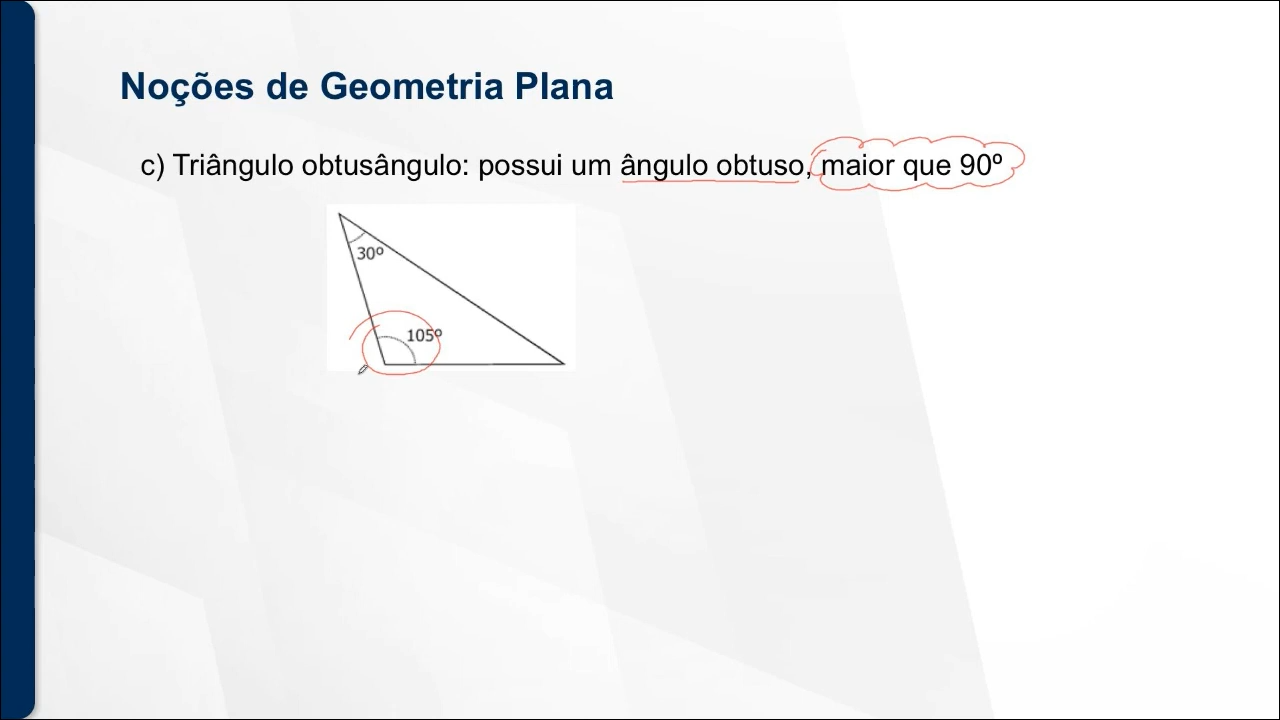 Noções de Geometria Plana
c) Triângulo obtusângulo: possui um ângulo obtuso, maior que 90º
30º
105º